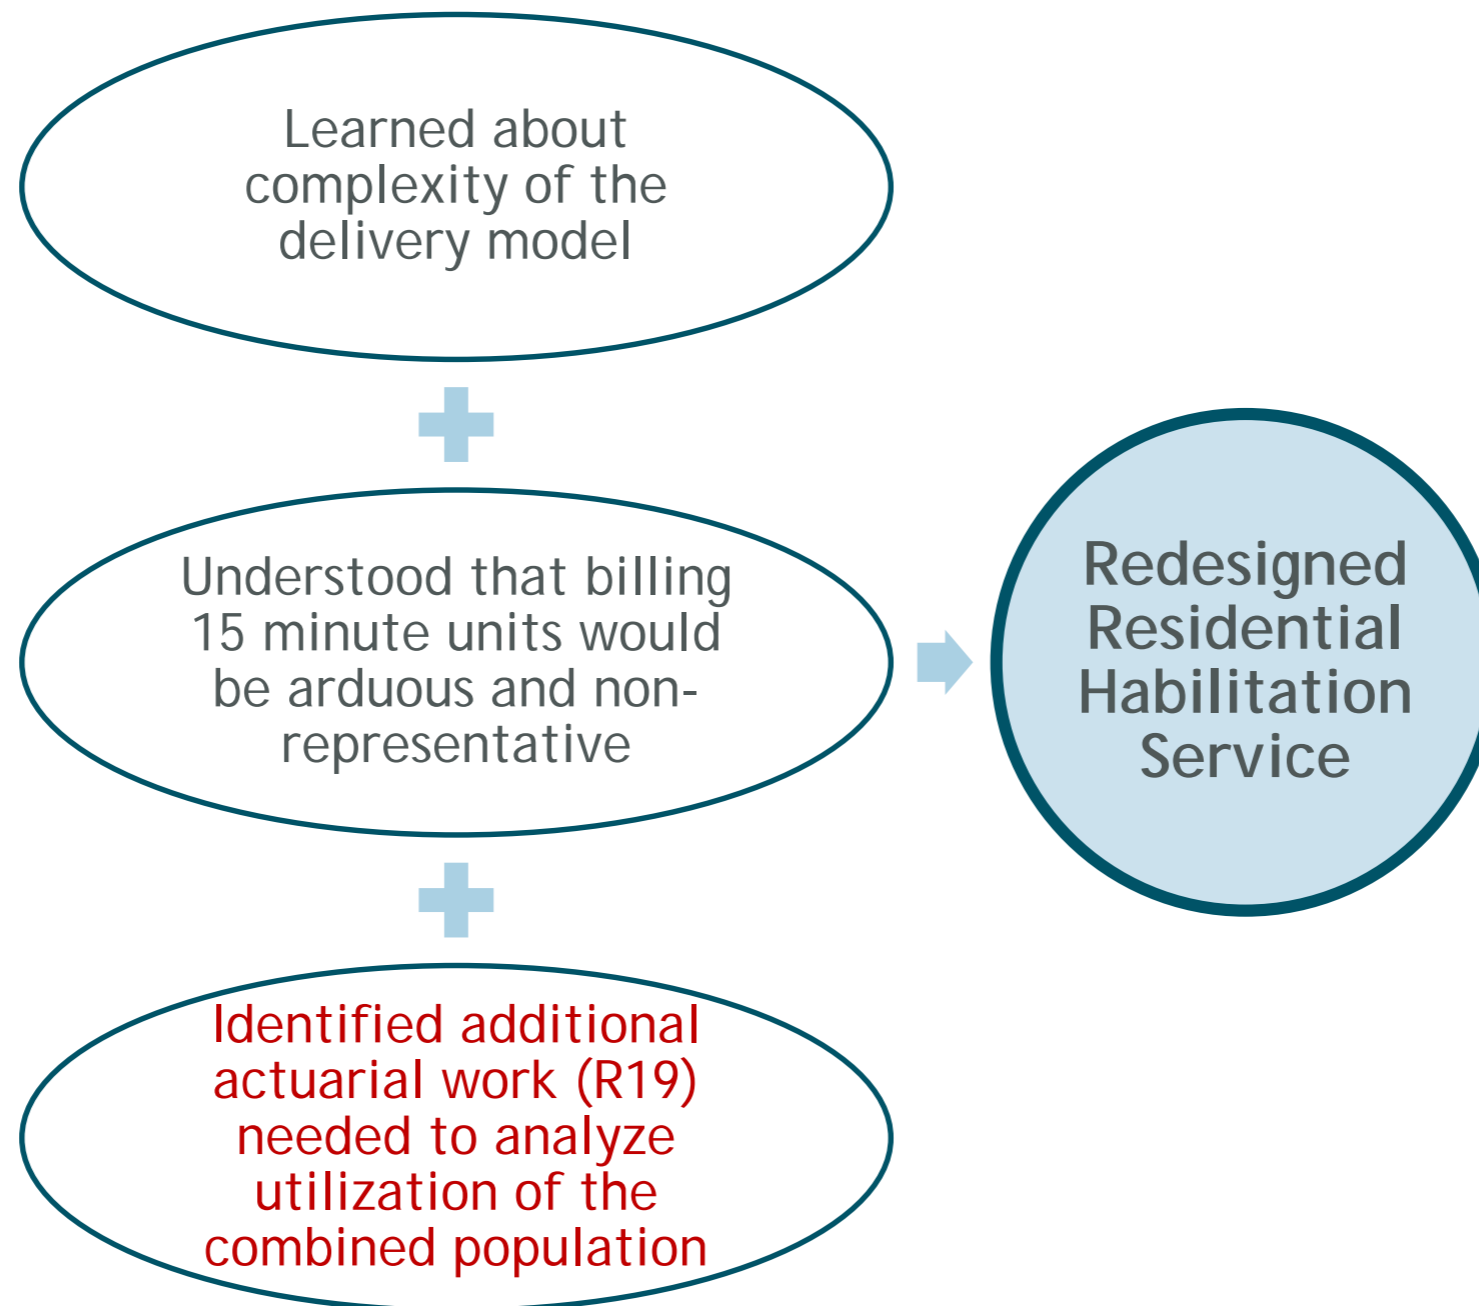 Learned about
complexity of the
delivery model
Understood that billing
15 minute units would
be arduous and non-
representative
Identified additional
actuarial work (R19)
needed to analyze
utilization of the
combined population
Redesigned
Residential
Habilitation
Service